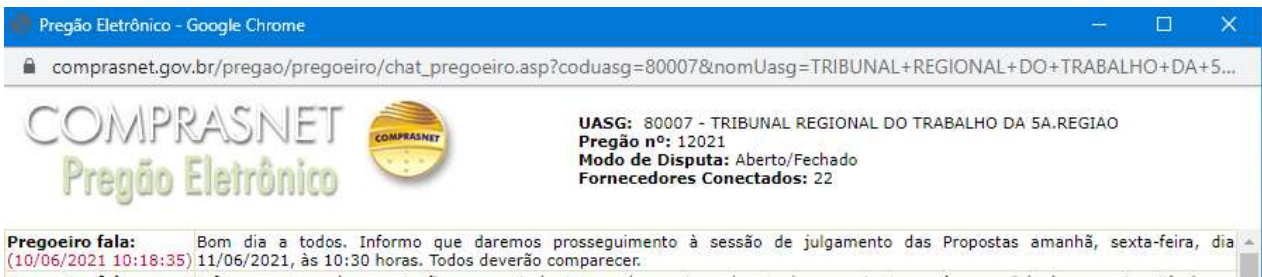 Pregão Eletrônico - Google Chrome
comprasnet.gov.br/pregao/pregoeiro/chat_pregoeiro.asp?coduasg=80007&nomUasg=TRIBUNAL+REGIONAL+DO+TRABALHO+DA+5...
COMPRASNET
Pregão Eletrônico
COMPRASNET
UASG: 80007 - TRIBUNAL REGIONAL DO TRABALHO DA 5A.REGIAO
Pregão nº: 12021
Modo de Disputa: Aberto/Fechado
Fornecedores Conectados: 22
Pregoeiro fala: Bom dia a todos. Informo que daremos prosseguimento à sessão de julgamento das Propostas amanhã, sexta-feira, dia
(10/06/2021 10:18:35) 11/06/2021, às 10:30 horas. Todos deverão comparecer.